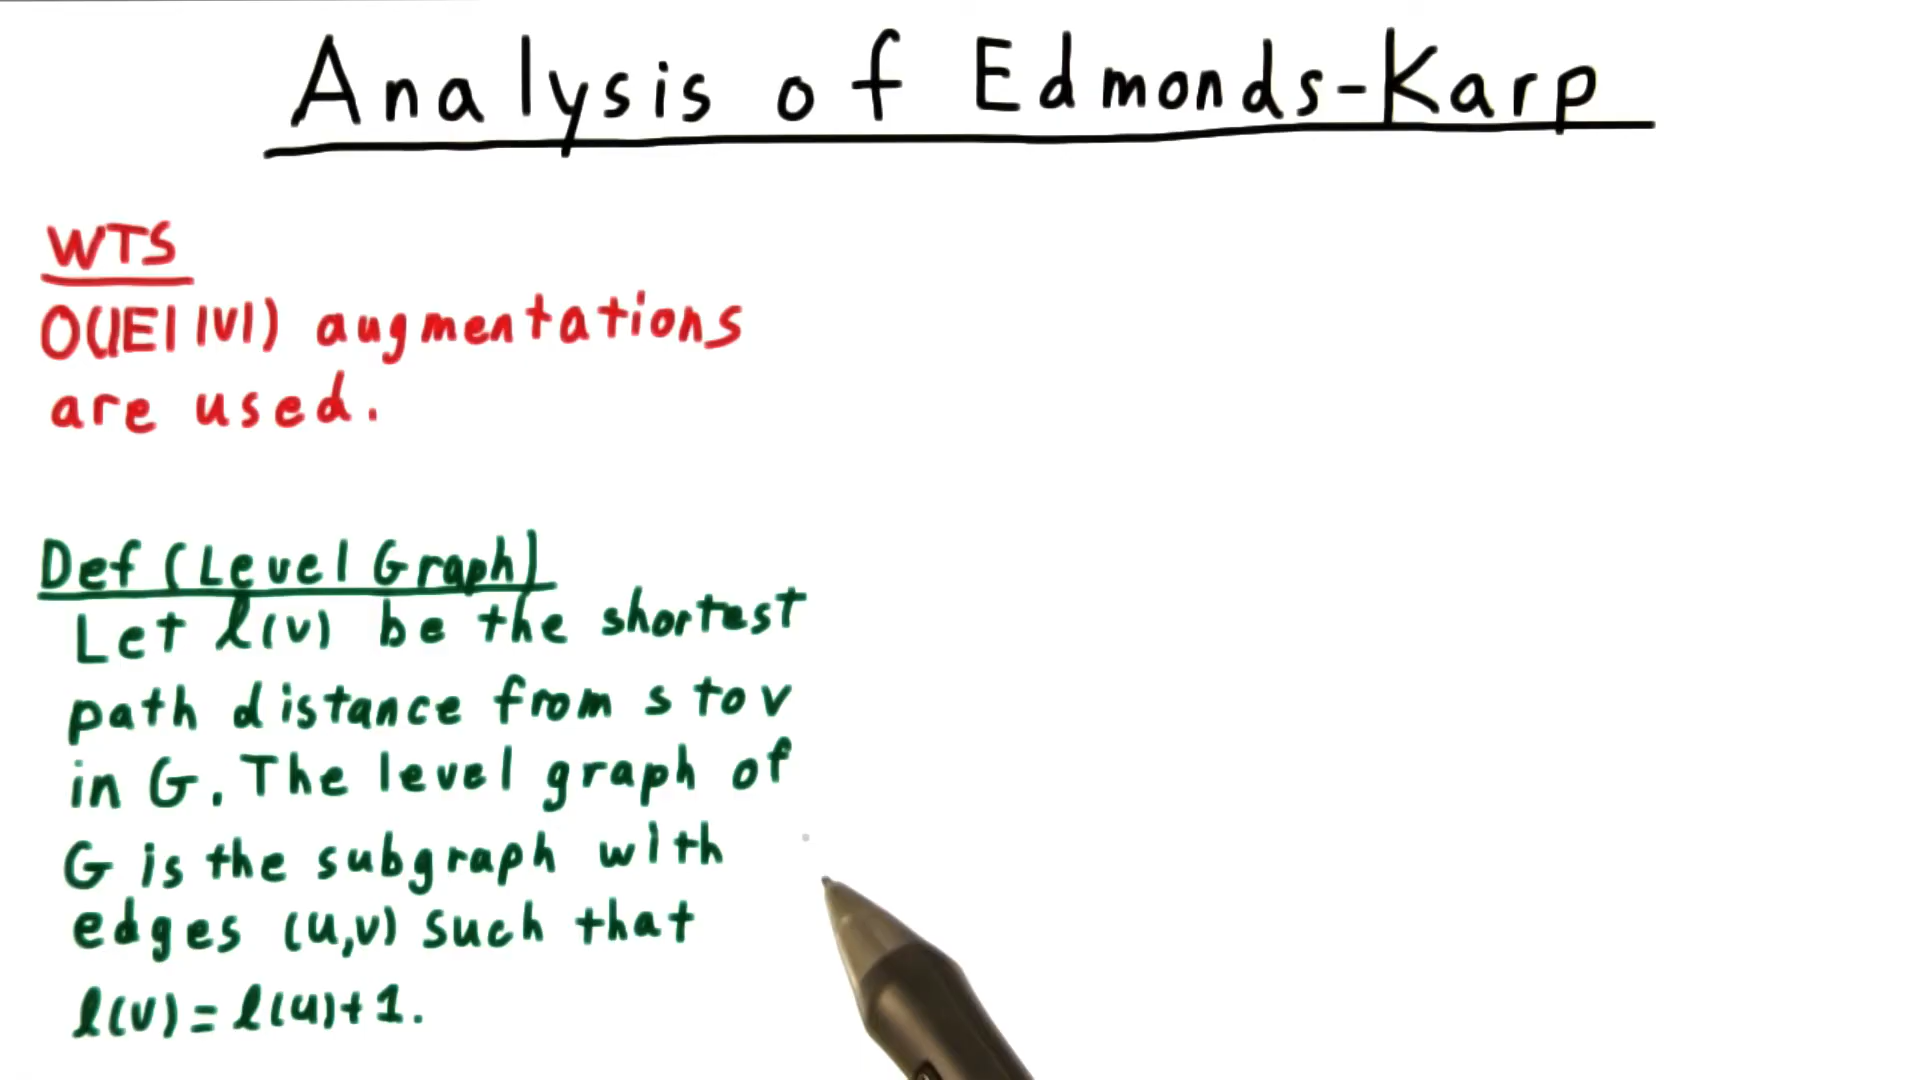 Analysis of Edmonds-Karp
WTS
O(|E||V|) augmentations
are used.
Def (Level Graph)
Let l(v) be the shortest
path distance from s to v
in G. The level graph of
G is the subgraph with
edges (u,v) such that
l(v)=l(u)+1.